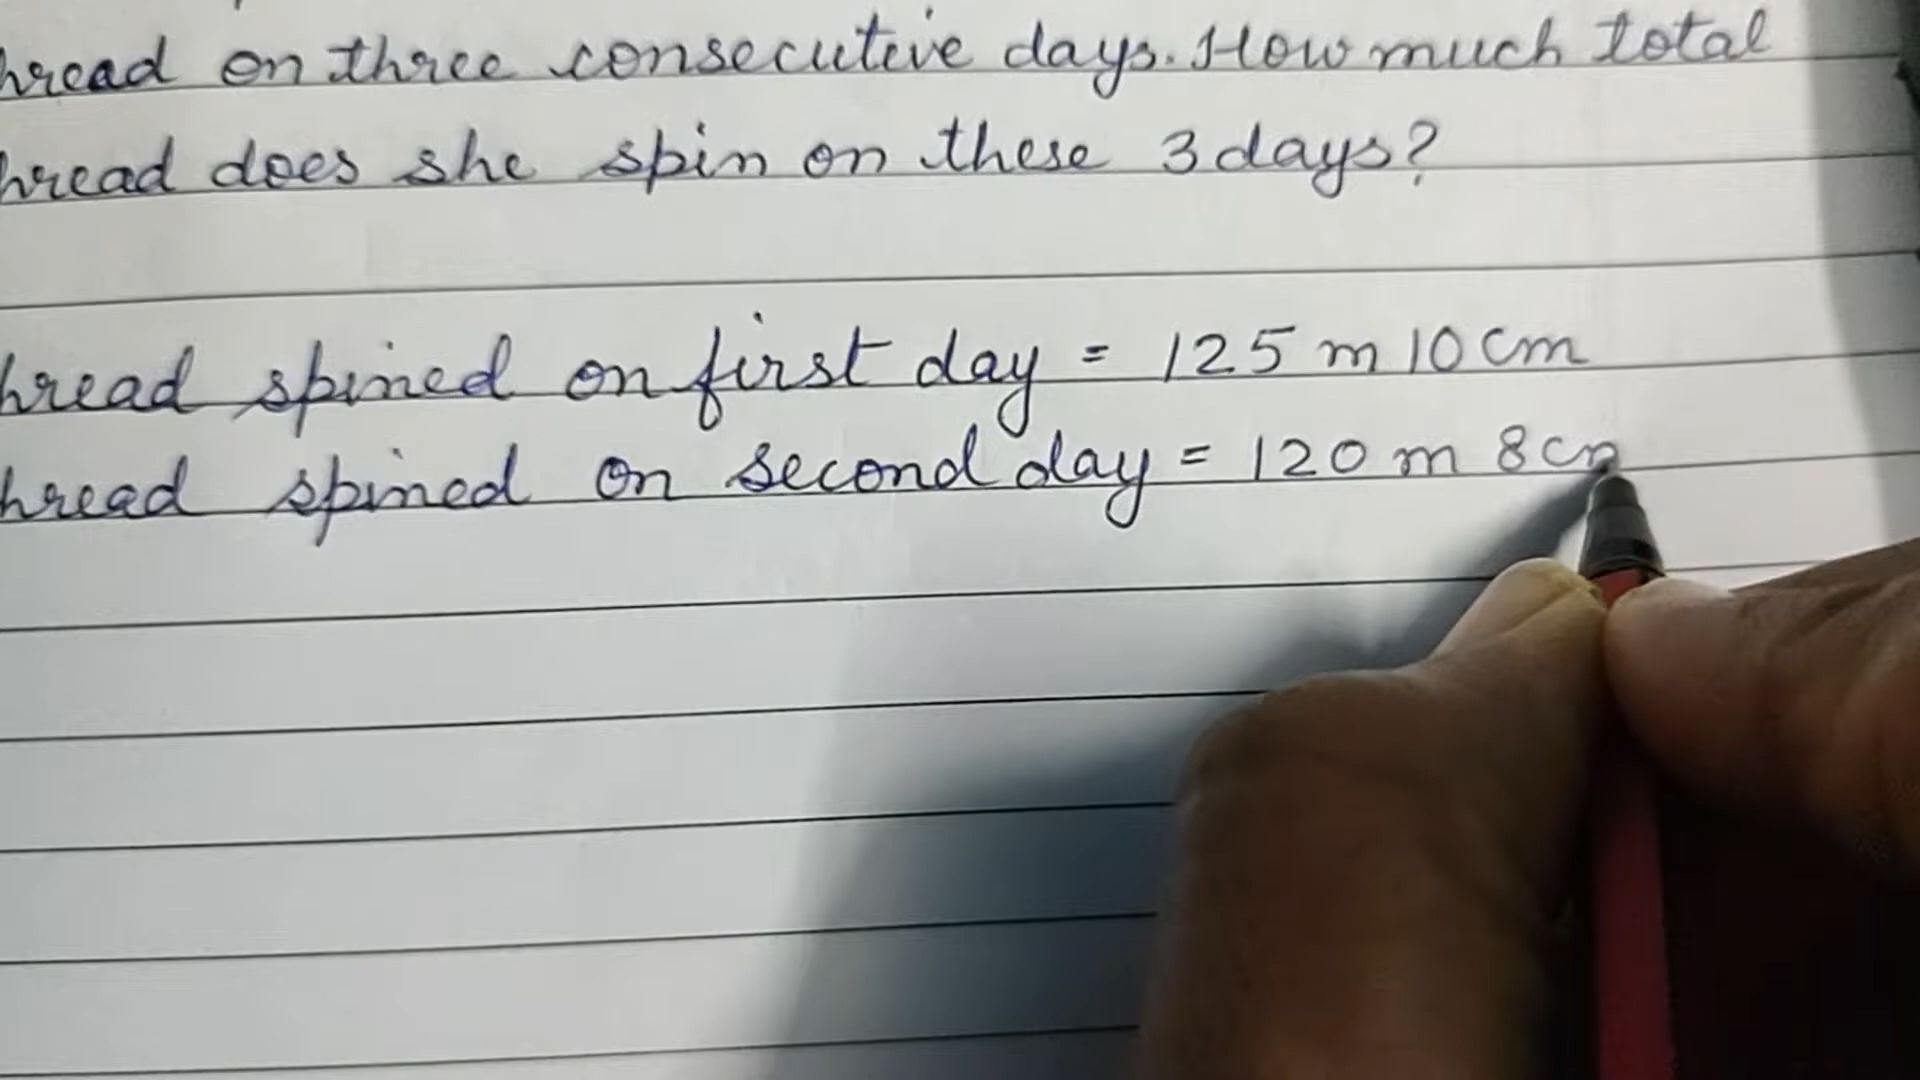 hread on three consecutive days. How much total
hread does she spin on these 3 days?
hread spined on first day = 125 m 10 cm
hread spined on second day = 120 m 8 cm